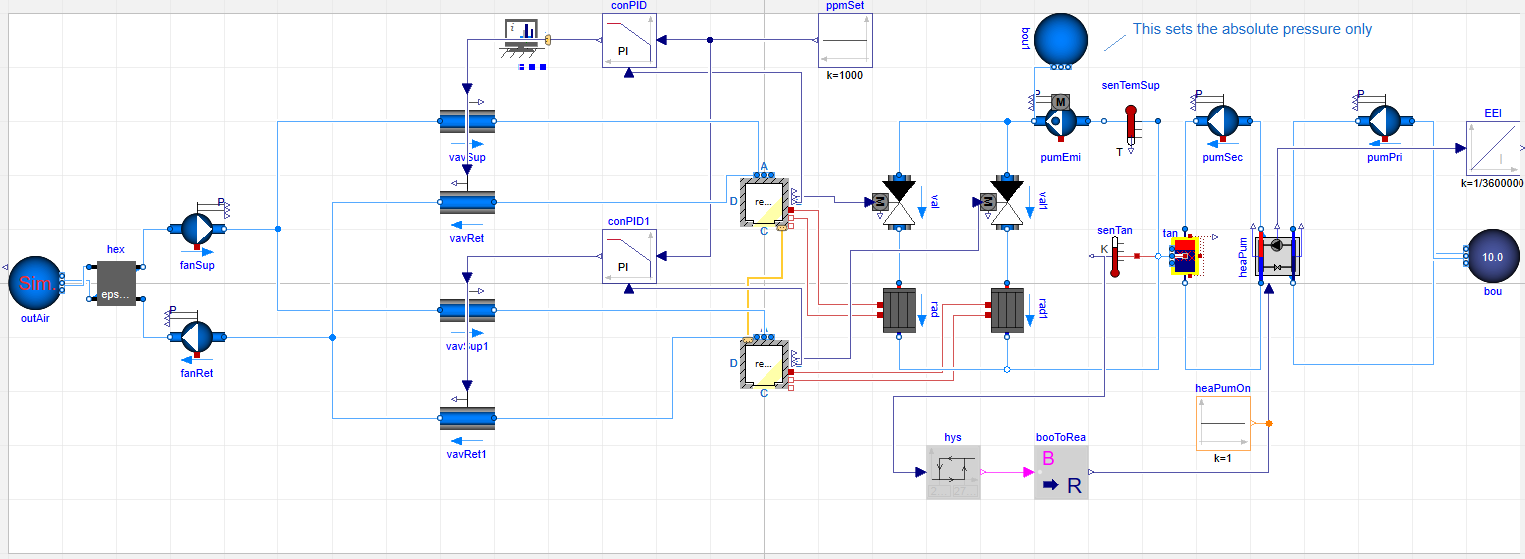 conPID
ppmSet
PI
k=1000
bou1
This sets the absolute pressure only
senTemSup
P
M
P
P
EEI
T
I
vavSup
pumEmi
pumSec
pumPri
k=1/3600000
A
D
re...
C
M
val
M
val1
vavRet
P
conPID1
fanSup
hex
PI
senTan
K
tan
heaPum
Sim.
eps...
10.0
outAir
bou
P
rad
rad1
vavSup1
A
D
re...
C
fanRet
heaPumOn
k=1
vavRet1
hys
booToRea
B
R